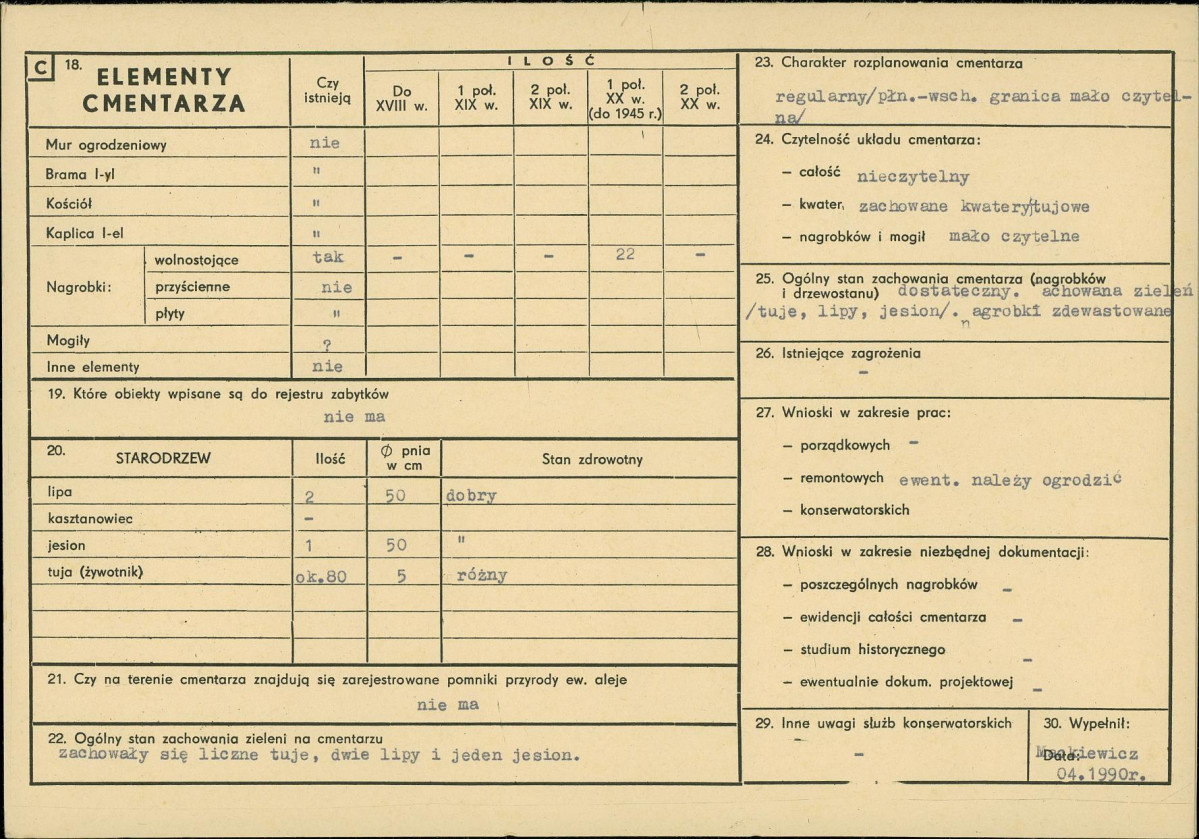 C 18. ELEMENTY CMENTARZA
Czy istnieją
I L O Ś Ć
Do XVIII w.
1 poł. XIX w.
2 poł. XIX w.
1 poł. XX w. (do 1945 r.)
2 poł. XX w.
Mur ogrodzeniowy nie
Brama I-yl "
Kościół "
Kaplica I-el "
Nagrobki:
wolnostojące tak – – – 22 –
przyścienne nie
płyty "
Mogiły ?
Inne elementy nie
19. Które obiekty wpisane są do rejestru zabytków
nie ma
20. STARODRZEW Ilość Ø pnia w cm Stan zdrowotny
lipa 2 50 dobry
kasztanowiec –
jesion 1 50 "
tuja (żywotnik) ok.80 5 różny
21. Czy na terenie cmentarza znajdują się zarejestrowane pomniki przyrody ew. aleje
nie ma
22. Ogólny stan zachowania zieleni na cmentarzu
zachowały się liczne tuje, dwie lipy i jeden jesion.
23. Charakter rozplanowania cmentarza
regularny/płn.-wsch. granica mało czytel-
na/
24. Czytelność układu cmentarza:
– całość nieczytelny
– kwater, zachowane kwatery/tujowe
– nagrobków i mogił mało czytelne
25. Ogólny stan zachowania cmentarza (nagrobków
i drzewostanu) dostateczny. achowana zieleń
/tuje, lipy, jesion/. nagrobki zdewastowane
26. Istniejące zagrożenia
–
27. Wnioski w zakresie prac:
– porządkowych –
– remontowych ewent. należy ogrodzić
– konserwatorskich
28. Wnioski w zakresie niezbędnej dokumentacji:
– poszczególnych nagrobków –
– ewidencji całości cmentarza –
– studium historycznego –
– ewentualnie dokum. projektowej –
29. Inne uwagi służb konserwatorskich
–
30. Wypełnił:
Mackiewicz
Data:
04.1990r.